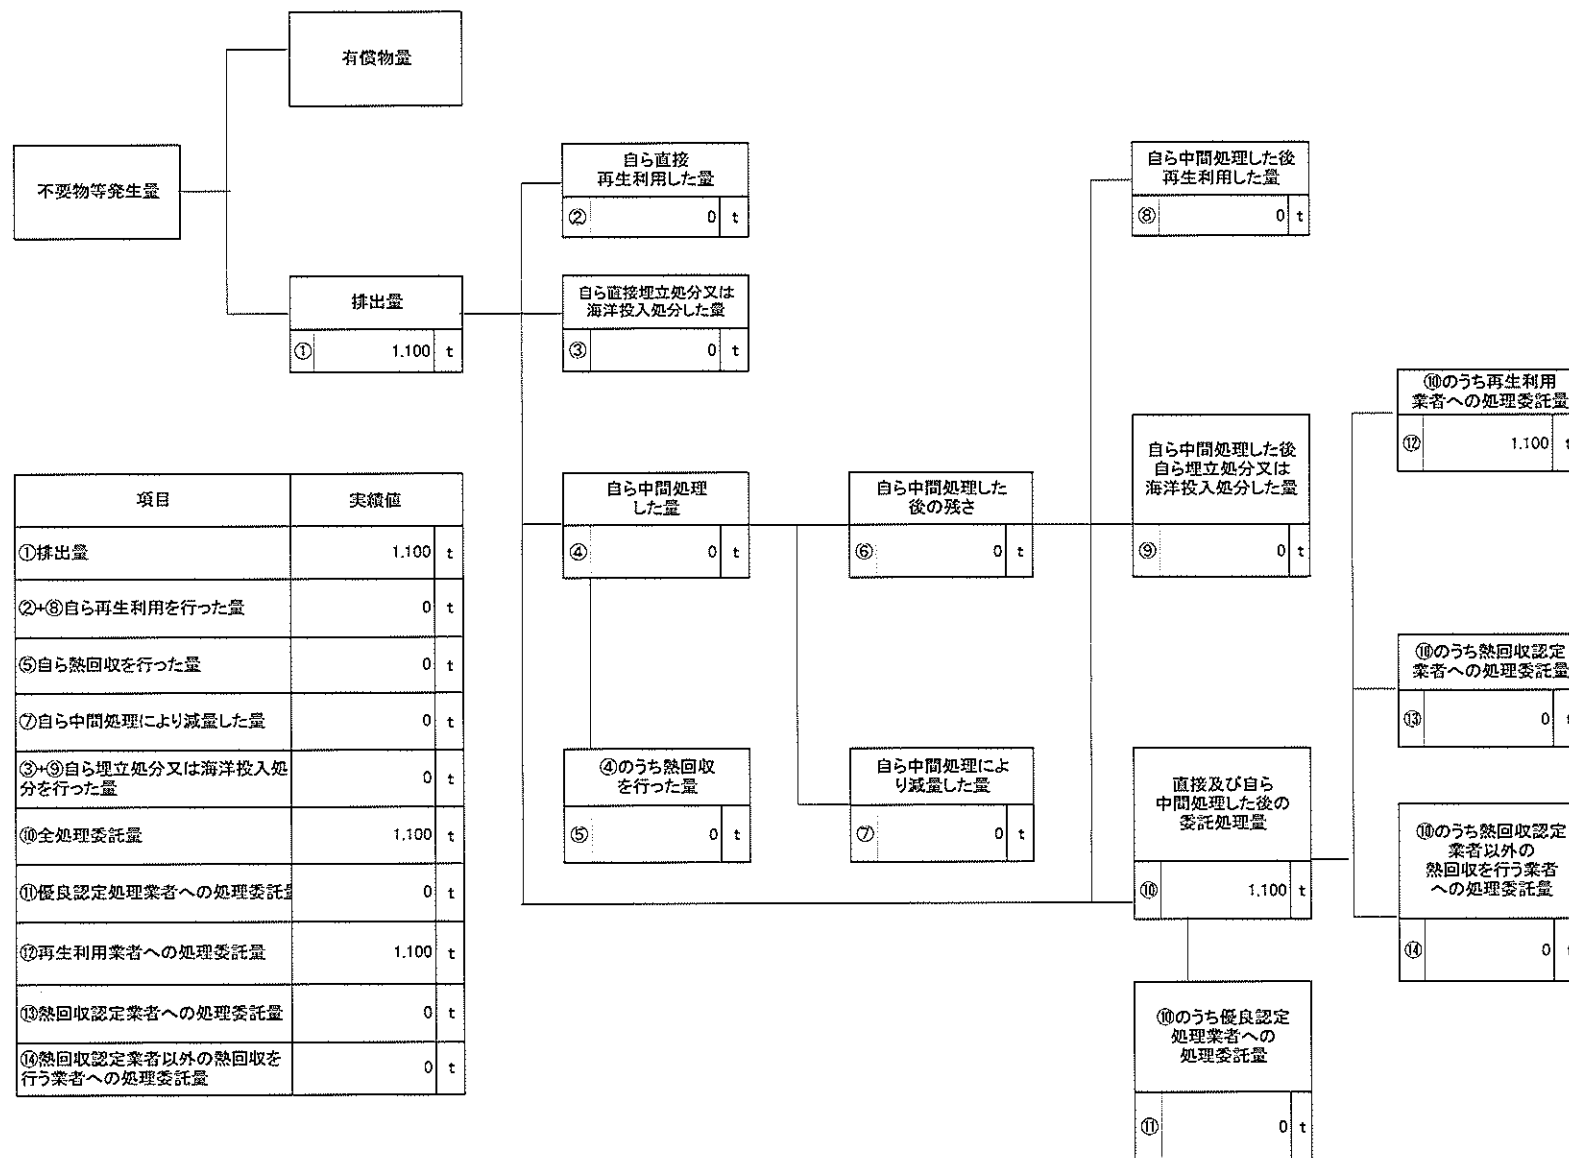 有償物量
不要物等発生量
排出量
① 1,100 t
自ら直接
再生利用した量
② 0 t
自ら直接埋立処分又は
海洋投入処分した量
③ 0 t
自ら中間処理した後
再生利用した量
⑧ 0 t
自ら中間処理
した量
④ 0 t
自ら中間処理した
後の残さ
⑥ 0 t
自ら中間処理した後
自ら埋立処分又は
海洋投入処分した量
⑨ 0 t
④のうち熱回収
を行った量
⑤ 0 t
自ら中間処理によ
り減量した量
⑦ 0 t
直接及び自ら
中間処理した後の
委託処理量
⑩ 1,100 t
⑩のうち優良認定
処理業者への
処理委託量
⑪ 0 t
⑩のうち再生利用
業者への処理委託量
⑫ 1,100 t
⑩のうち熱回収認定
業者への処理委託量
⑬ 0 t
⑩のうち熱回収認定
業者以外の
熱回収を行う業者
への処理委託量
⑭ 0 t
項目 実績値
①排出量 1,100 t
②+⑧自ら再生利用を行った量 0 t
⑤自ら熱回収を行った量 0 t
⑦自ら中間処理により減量した量 0 t
③+⑨自ら埋立処分又は海洋投入処
分を行った量 0 t
⑩全処理委託量 1,100 t
⑪優良認定処理業者への処理委託量 0 t
⑫再生利用業者への処理委託量 1,100 t
⑬熱回収認定業者への処理委託量 0 t
⑭熱回収認定業者以外の熱回収を
行う業者への処理委託量 0 t